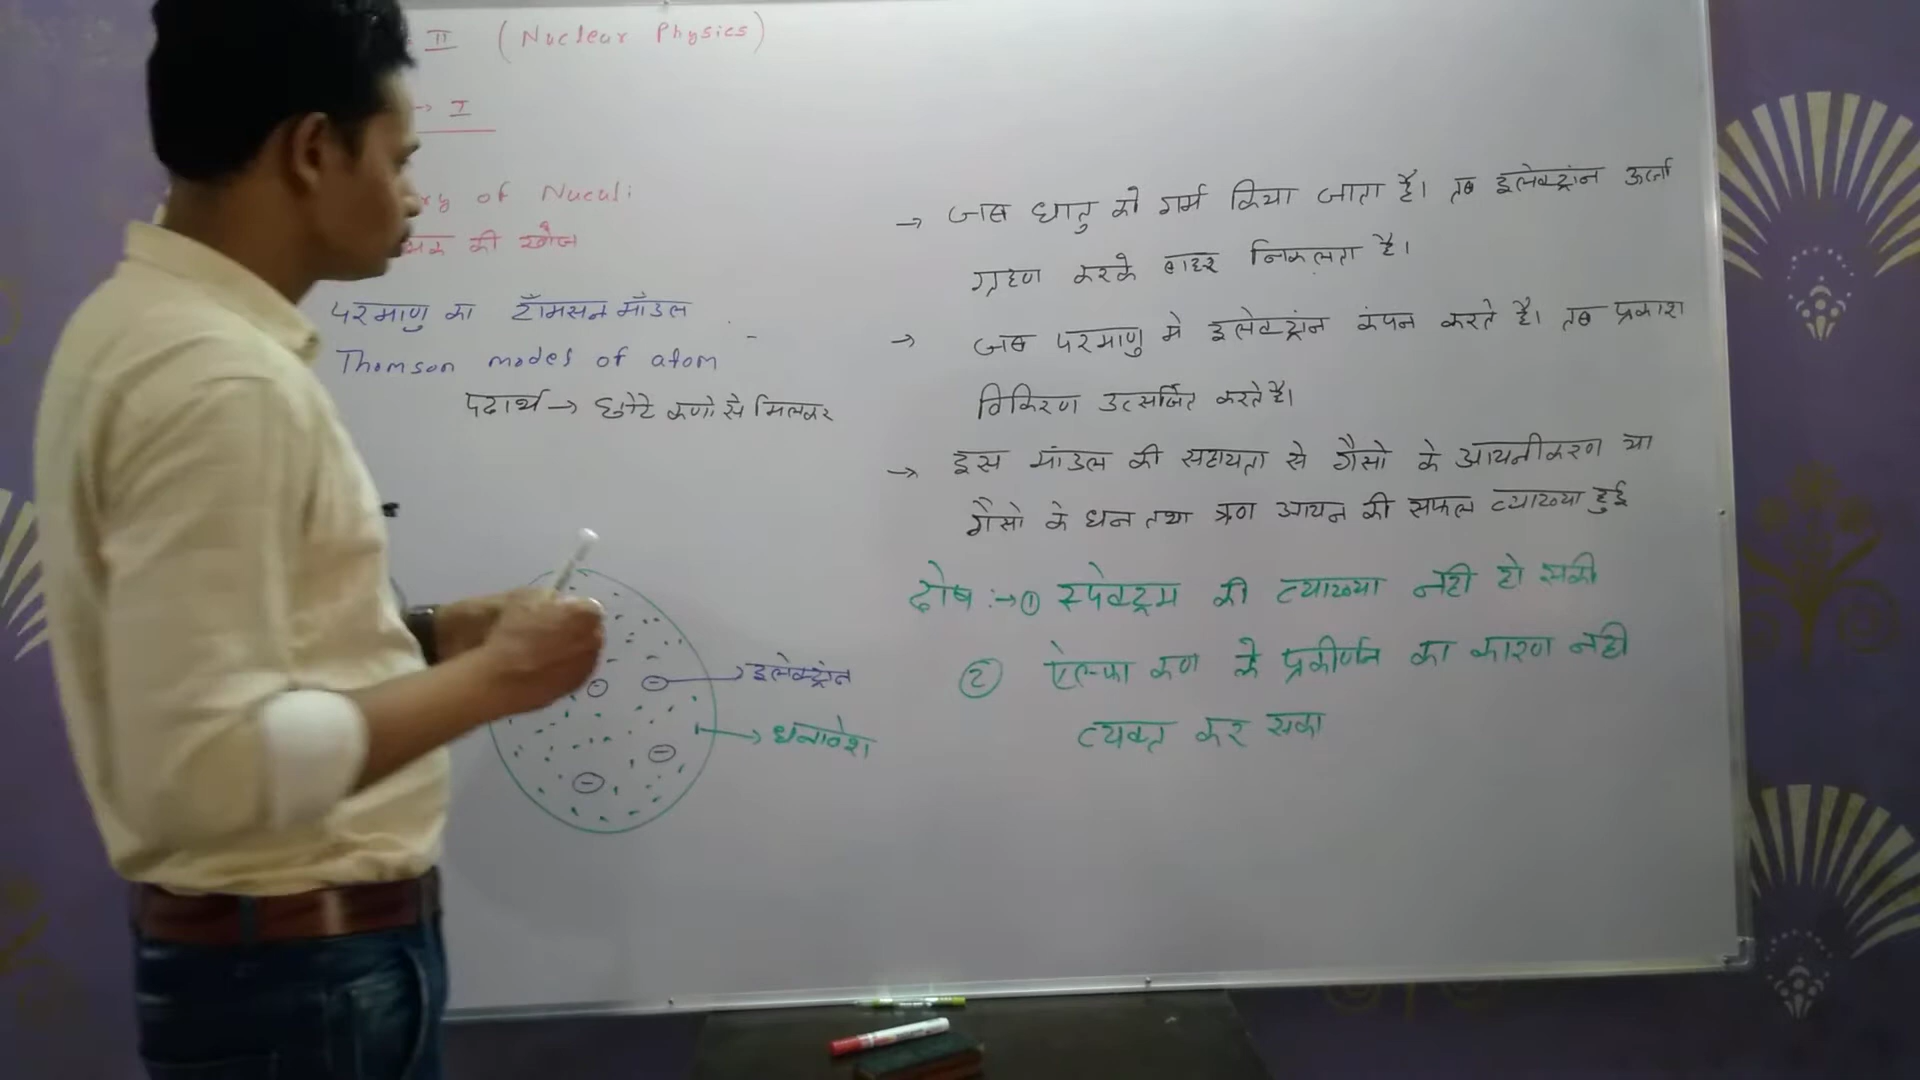 II (Nuclear Physics)
→ I
ry of Nuculi
की खोज
परमाणु का टॉमसन मॉडल
Thomson models of atom
पदार्थ → छोटे कणो से मिलकर
→ जब धातु को गर्म किया जाता है। तब इलेक्ट्रांन ऊर्जा
ग्रहण करके बाहर निकलता है।
→ जब परमाणु मे इलेक्ट्रांन कंपन करते है। तब प्रकाश
विकिरण उत्सर्जित करते है।
→ इस मांडल की सहायता से गैसो के आयनीकरण या
गैसो के धन तथा ऋण आयन की सफल व्याख्या हुई
दोष :→ ① स्पेक्ट्रम की व्याख्या नही हो सकी
② ऐल्फा कण के प्रकीर्णन का कारण नही
व्यक्त कर सका
इलेक्ट्रांन
धनावेश